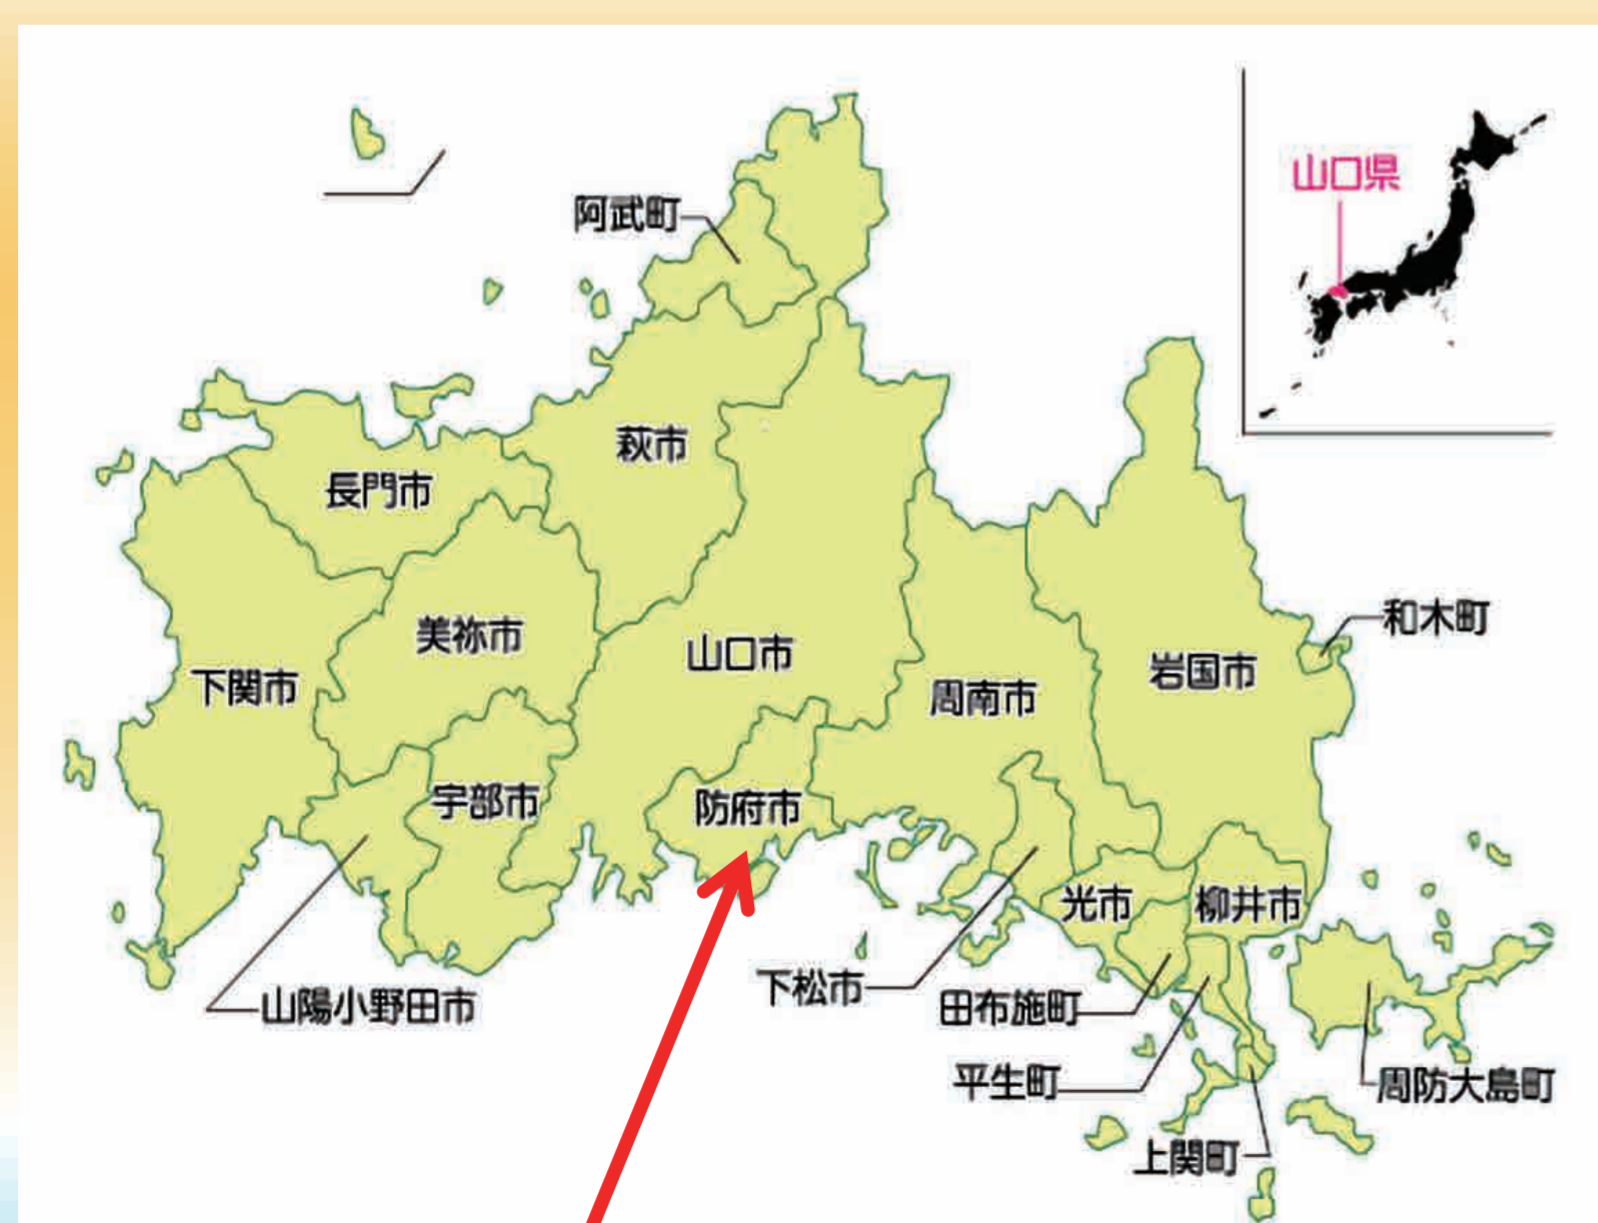 山口県
阿武町
萩市
長門市
和木町
美祢市
山口市
岩国市
下関市
周南市
宇部市
防府市
光市
柳井市
下松市
山陽小野田市
田布施町
平生町
周防大島町
上関町